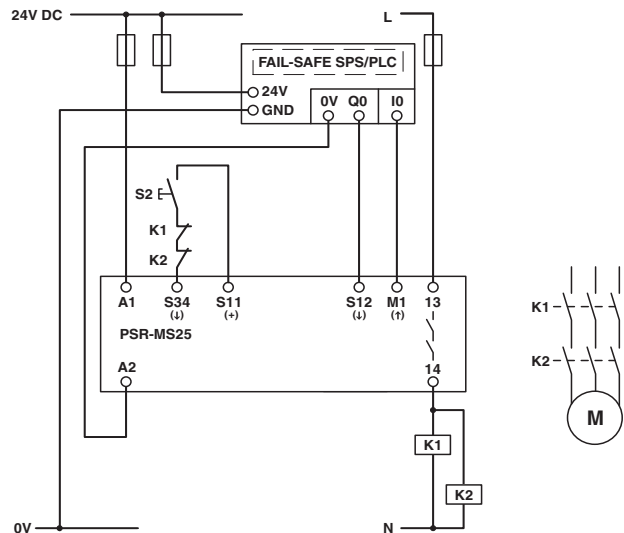 24V DC
L
FAIL-SAFE SPS/PLC
24V
GND
0V Q0 I0
S2
K1
K2
A1 S34 S11 S12 M1 13
(↓) (+) (↓) (↑)
PSR-MS25
A2
14
K1
K2
0V
N
K1
K2
M